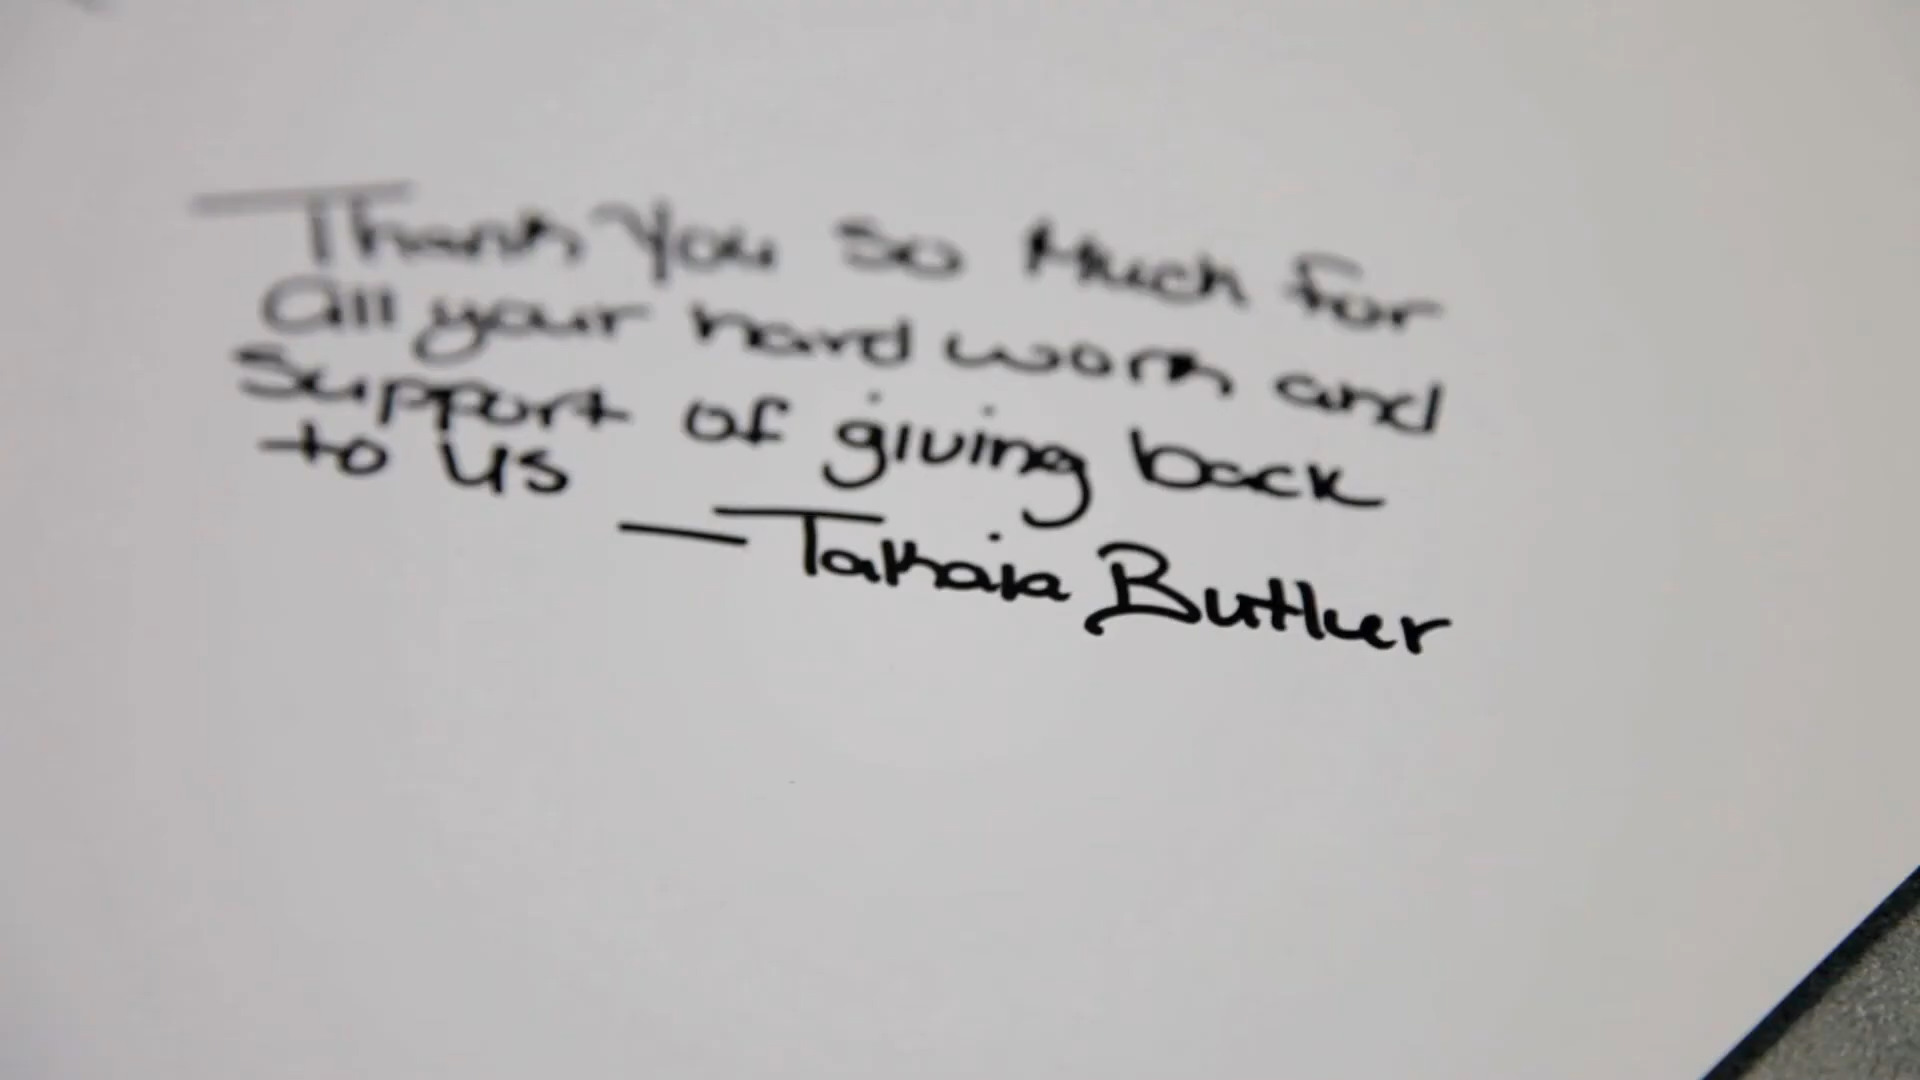 Thank You So Much for
all your hard work and
support of giving back
to us
— Takaia Butler